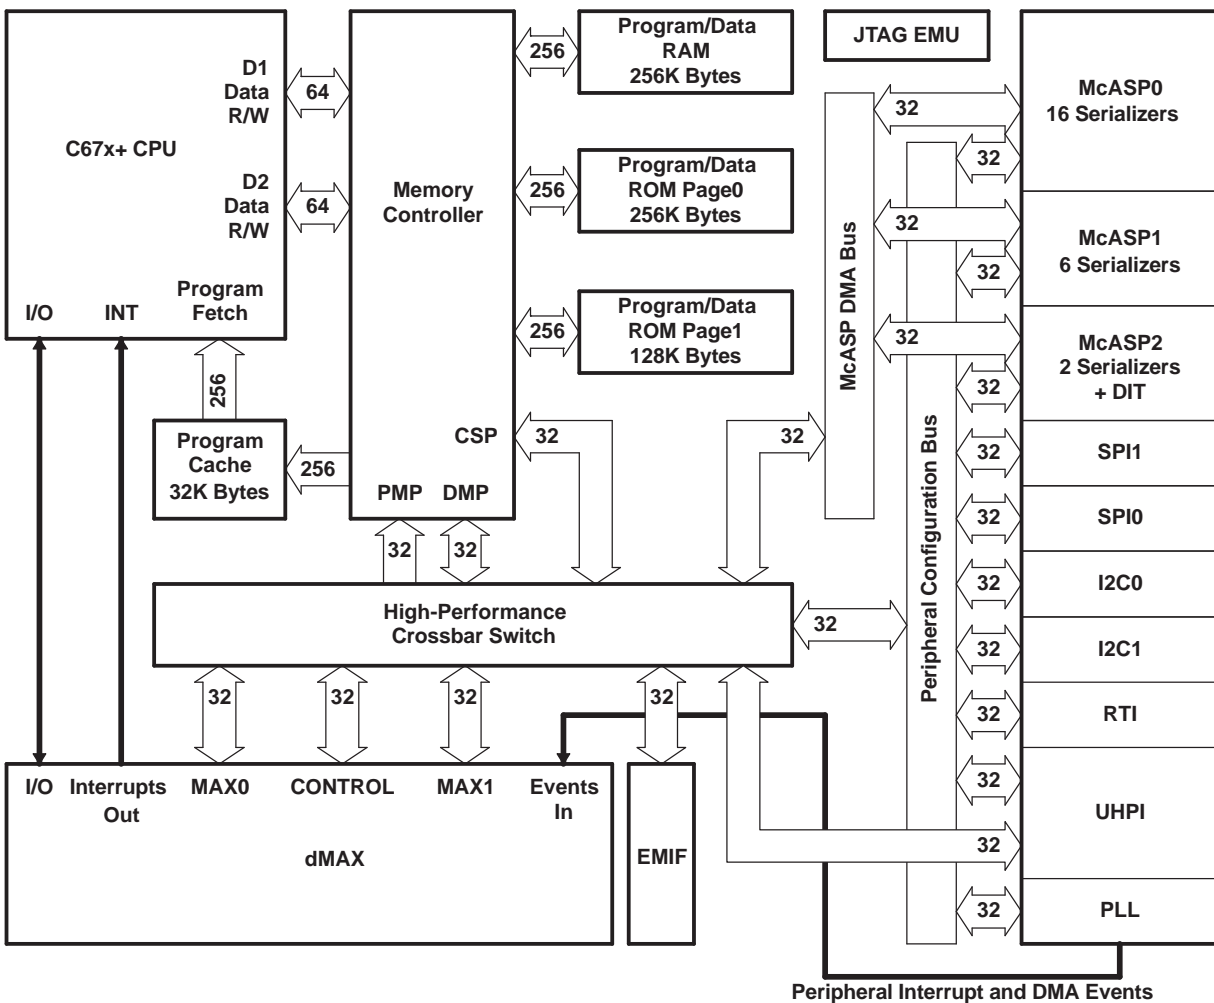 D1
Data
R/W
64
C67x+ CPU
D2
Data
R/W
64
I/O
INT
Program
Fetch
256
Program
Cache
32K Bytes
256
Memory
Controller
CSP
32
PMP
DMP
32
32
256
Program/Data
RAM
256K Bytes
256
Program/Data
ROM Page0
256K Bytes
256
Program/Data
ROM Page1
128K Bytes
JTAG EMU
McASP DMA Bus
32
Peripheral Configuration Bus
32
32
McASP0
16 Serializers
32
32
McASP1
6 Serializers
32
32
McASP2
2 Serializers
+ DIT
32
32
SPI1
32
SPI0
32
I2C0
32
I2C1
32
RTI
32
UHPI
32
32
PLL
High-Performance
Crossbar Switch
32
32
32
32
I/O
Interrupts
Out
MAX0
CONTROL
MAX1
Events
In
dMAX
EMIF
Peripheral Interrupt and DMA Events